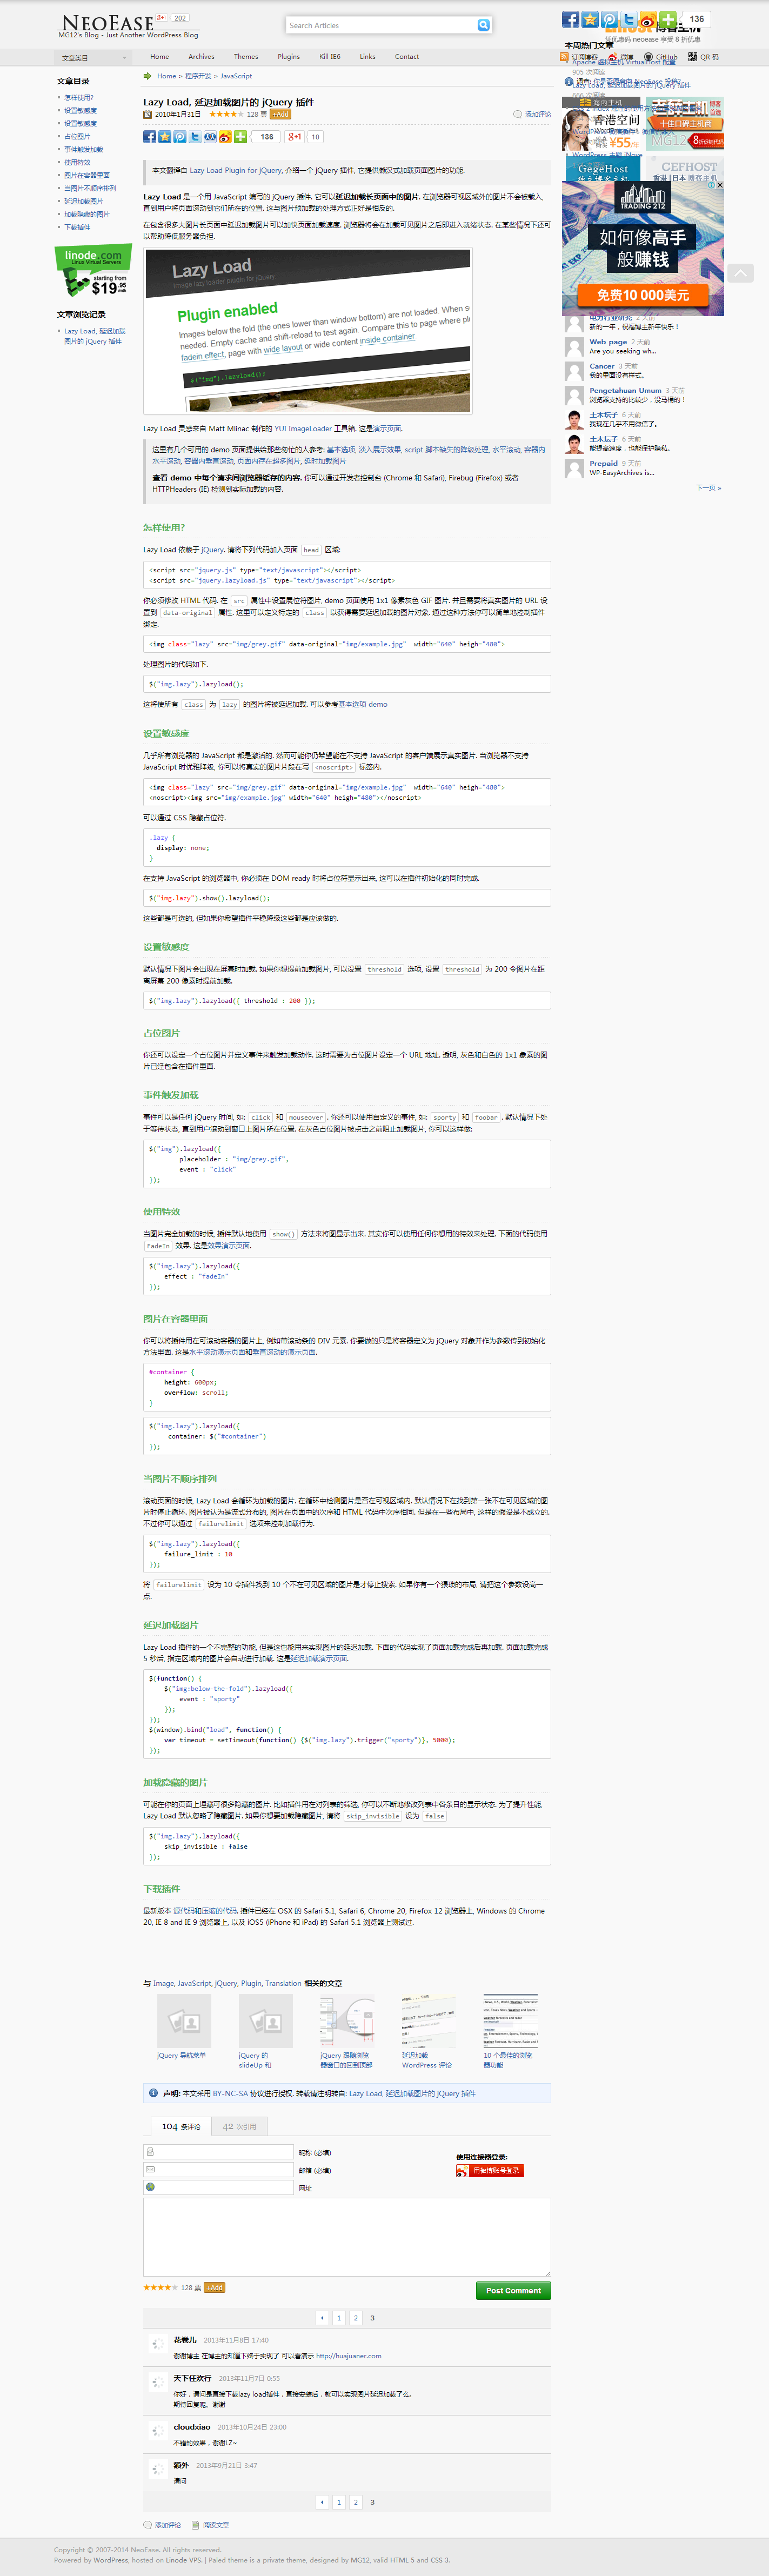 NeoEase
202
MG12's Blog - Just Another WordPress Blog
Search Articles
136
凭优惠码 neoease 享受 8 折优惠
文章类目
Home
Archives
Themes
Plugins
Kill IE6
Links
Contact
本周热门文章
订阅博客
微博
GitHub
QR 码
文章目录
怎样使用?
设置敏感度
设置敏感度
占位图片
事件触发加载
使用特效
图片在容器里面
当图片不顺序排列
延迟加载图片
加载隐藏的图片
下载插件
linode.com
Linux Virtual Servers
starting from
$19.95
文章浏览记录
Lazy Load, 延迟加载
图片的 jQuery 插件
Home > 程序开发 > JavaScript
Lazy Load, 延迟加载图片的 jQuery 插件
2010年1月31日
128 票
+Add
添加评论
136
g+1
10
本文翻译自 Lazy Load Plugin for jQuery, 介绍一个 jQuery 插件, 它提供懒汉式加载页面图片的功能.
Lazy Load 是一个用 JavaScript 编写的 jQuery 插件. 它可以延迟加载长页面中的图片. 在浏览器可视区域外的图片不会被载入,
直到用户将页面滚动到它们所在的位置. 这与图片预加载的处理方式正好是相反的.
在包含很多大图片长页面中延迟加载图片可以加快页面加载速度. 浏览器将会在加载可见图片之后即进入就绪状态. 在某些情况下还可
以帮助降低服务器负担.
Lazy Load
jQuery lazy loader plugin for jQuery
Plugin enabled
Images below the fold (the ones lower than window bottom) are not loaded. When s
needed. Empty cache and shift-reload to test again. Compare this to page where
fadein effect, page with wide layout or wide content inside container.
$("img").lazyload();
Lazy Load 灵感来自 Matt Mlinac 制作的 YUI ImageLoader 工具箱. 这是演示页面.
这里有几个可用的 demo 页面提供给那些忙的人参考: 基本选项, 淡入展示效果, script 脚本缺失的降级处理, 水平滚动, 容器内
水平滚动, 容器内垂直滚动, 页面内存在超多图片, 延时加载图片
查看 demo 中每个请求间浏览器缓存的内容. 你可以通过开发者控制台 (Chrome 和 Safari), Firebug (Firefox) 或者
HTTPHeaders (IE) 检测到实际加载的内容.
怎样使用?
Lazy Load 依赖于 jQuery. 请将下列代码加入页面 head 区域:
<script src="jquery.js" type="text/javascript"></script>
<script src="jquery.lazyload.js" type="text/javascript"></script>
你必须修改 HTML 代码. 在 src 属性中设置展位符图片, demo 页面使用 1x1 像素灰色 GIF 图片. 并且需要将真实图片的 URL 设
置到 data-original 属性. 这里可以定义特定的 class 以获得需要延迟加载的图片对象. 通过这种方法你可以简单地控制插件
绑定.
<img class="lazy" src="img/grey.gif" data-original="img/example.jpg"  width="640" heigh="480">
处理图片的代码如下.
$("img.lazy").lazyload();
这将使所有 class 为 lazy 的图片将被延迟加载. 可以参考基本选项 demo
设置敏感度
几乎所有浏览器的 JavaScript 都是激活的. 然而可能你仍希望能在不支持 JavaScript 的客户端展示真实图片. 当浏览器不支持
JavaScript 时优雅降级, 你可以将真实的图片片段在写 <noscript> 标签内.
<img class="lazy" src="img/grey.gif" data-original="img/example.jpg"  width="640" heigh="480">
<noscript><img src="img/example.jpg" width="640" heigh="480"></noscript>
可以通过 CSS 隐藏占位符.
.lazy {
display: none;
}
在支持 JavaScript 的浏览器中, 你必须在 DOM ready 时将占位符显示出来, 这可以在插件初始化的同时完成.
$("img.lazy").show().lazyload();
这些都是可选的, 但如果你希望插件平稳降级这些都是应该做的.
设置敏感度
默认情况下图片会出现在屏幕时加载. 如果你想提前加载图片, 可以设置 threshold 选项, 设置 threshold 为 200 令图片在距
离屏幕 200 像素时提前加载.
$("img.lazy").lazyload({ threshold : 200 });
占位图片
你还可以设定一个占位图片并定义事件来触发加载动作. 这时需要为占位图片设定一个 URL 地址. 透明, 灰色和白色的 1x1 象素的图
片已经包含在插件里面.
事件触发加载
事件可以是任何 jQuery 时间, 如: click 和 mouseover. 你还可以使用自定义的事件, 如: sporty 和 foobar. 默认情况下处
于等待状态, 直到用户滚动到窗口上图片所在位置. 在灰色占位图片被点击之前阻止加载图片, 你可以这样做:
$("img").lazyload({
placeholder : "img/grey.gif",
event : "click"
});
使用特效
当图片完全加载的时候, 插件默认地使用 show() 方法来将图显示出来. 其实你可以使用任何你想用的特效来处理. 下面的代码使用
FadeIn 效果. 这是效果演示页面.
$("img.lazy").lazyload({
effect : "fadeIn"
});
图片在容器里面
你可以将插件用在可滚动容器的图片上, 例如带滚动条的 DIV 元素. 你要做的只是将容器定义为 jQuery 对象并作为参数传到初始化
方法里面. 这是水平滚动演示页面和垂直滚动的演示页面.
#container {
height: 600px;
overflow: scroll;
}
$("img.lazy").lazyload({
container: $("#container")
});
当图片不顺序排列
滚动页面的时候, Lazy Load 会循环为加载的图片. 在循环中检测图片是否在可视区域内. 默认情况下在找到第一张不在可见区域的图
片时停止循环. 图片被认为是流式分布的, 图片在页面中的次序和 HTML 代码中次序相同. 但是在一些布局中, 这样的假设是不成立的.
不过你可以通过 failurelimit 选项来控制加载行为.
$("img.lazy").lazyload({
failure_limit : 10
});
将 failurelimit 设为 10 令插件找到 10 个不在可见区域的图片是才停止搜索. 如果你有一个猥琐的布局, 请把这个参数设高一
点.
延迟加载图片
Lazy Load 插件的一个不完整的功能, 但是这也能用来实现图片的延迟加载. 下面的代码实现了页面加载完成后再加载. 页面加载完成
5 秒后, 指定区域内的图片会自动进行加载. 这是延迟加载演示页面.
$(function() {
$("img:below-the-fold").lazyload({
event : "sporty"
});
});
$(window).bind("load", function() {
var timeout = setTimeout(function() {$("img.lazy").trigger("sporty")}, 5000);
});
加载隐藏的图片
可能在你的页面上埋藏可很多隐藏的图片. 比如插件用在对列表的筛选, 你可以不断地修改列表中各条目的显示状态. 为了提升性能,
Lazy Load 默认忽略了隐藏图片. 如果你想要加载隐藏图片, 请将 skip_invisible 设为 false
$("img.lazy").lazyload({
skip_invisible : false
});
下载插件
最新版本 源代码和压缩的代码. 插件已经在 OSX 的 Safari 5.1, Safari 6, Chrome 20, Firefox 12 浏览器上, Windows 的 Chrome
20, IE 8 and IE 9 浏览器上, 以及 iOS5 (iPhone 和 iPad) 的 Safari 5.1 浏览器上测试过.
与 Image, JavaScript, jQuery, Plugin, Translation 相关的文章
jQuery 导航菜单
jQuery 的
slideUp 和
jQuery 跟随浏览
器窗口的回到顶部
延迟加载
WordPress 评论
10 个最佳的浏览
器功能
声明: 本文采用 BY-NC-SA 协议进行授权. 转载请注明转自: Lazy Load, 延迟加载图片的 jQuery 插件
104 条评论
42 次引用
昵称 (必填)
邮箱 (必填)
网址
使用连接器登录:
用微博账号登录
128 票
+Add
Post Comment
1
2
3
花卷儿 2013年11月8日 17:40
谢谢博主 在博主的知道下终于实现了 可以看演示 http://huajuaner.com
天下任欢行 2013年11月7日 0:55
你好，请问是直接下载lazy load插件，直接安装后，就可以实现图片延迟加载了么。
期待回复呢。谢谢
cloudxiao 2013年10月24日 23:00
不错的效果，谢谢LZ~
额外 2013年9月21日 3:47
请问
1
2
3
添加评论
阅读文章
905 次阅读
海内主机
香港空间
¥55
十佳口碑主机商
GegeHost
CEFHOST
TRADING 212
如何像高手
般赚钱
免费10 000美元
2 天前
新的一年，祝福博主新年快乐！
Web page 2 天前
Are you seeking wh...
Cancer 3 天前
我的里面没有样式。
Pengetahuan Umum 3 天前
浏览器支持的比较少，没马桶的！
土木坛子 6 天前
我现在几乎不用微信了。
土木坛子 6 天前
能提高速度，也能保护隐私。
Prepaid 9 天前
WP-EasyArchives is...
下一页 »
Copyright © 2007-2014 NeoEase. All rights reserved.
Powered by WordPress, hosted on Linode VPS. | Paled theme is a private theme, designed by MG12, valid HTML 5 and CSS 3.